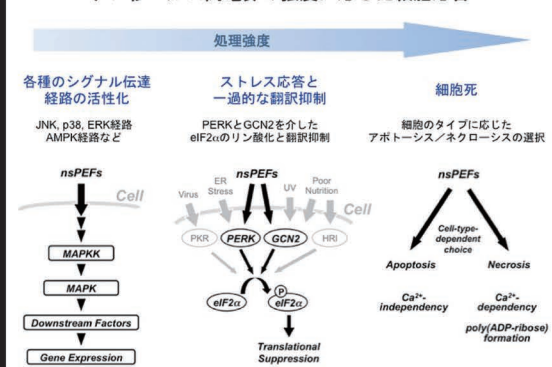 処理強度
各種のシグナル伝達
経路の活性化
JNK, p38, ERK経路
AMPK経路など
nsPEFs
Cell
MAPKK
MAPK
Downstream Factors
Gene Expression
ストレス応答と
一過的な翻訳抑制
PERKとGCN2を介した
eIF2αのリン酸化と翻訳抑制
nsPEFs
Virus
ER
Stress
UV
Poor
Nutrition
Cell
PKR
PERK
GCN2
HRI
eIF2α
P
eIF2α
Translational
Suppression
細胞死
細胞のタイプに応じた
アポトーシス/ネクローシスの選択
nsPEFs
Cell-type-
dependent
choice
Apoptosis
Necrosis
Ca2+-
independency
Ca2+-
dependency
poly(ADP-ribose)
formation